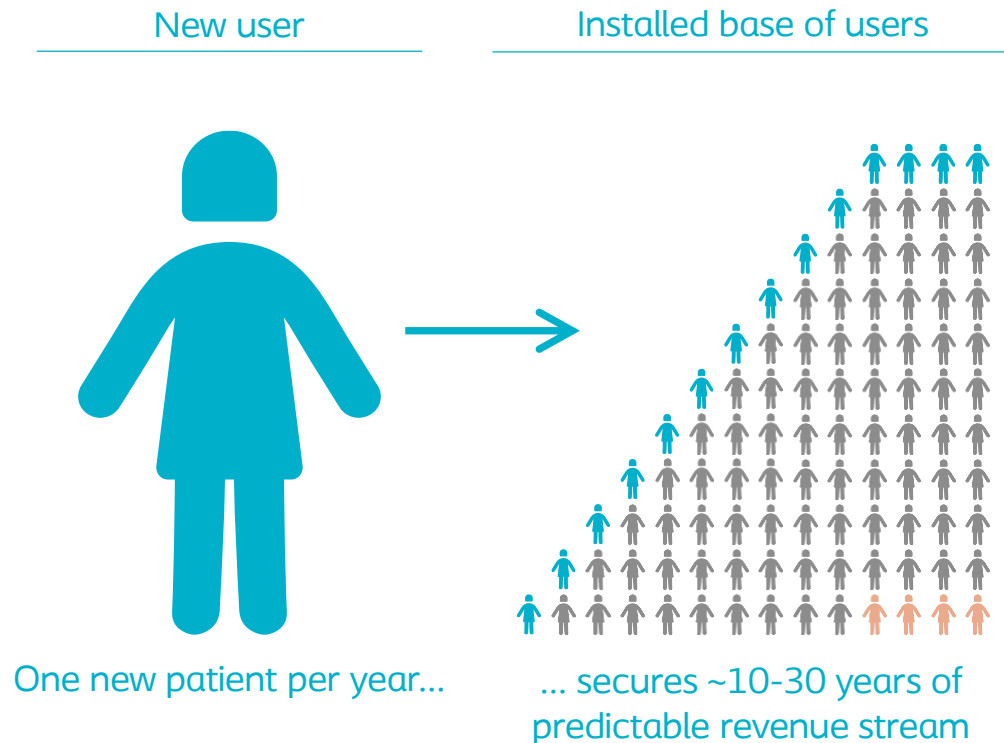 New user
Installed base of users
One new patient per year...
... secures ~10-30 years of
predictable revenue stream